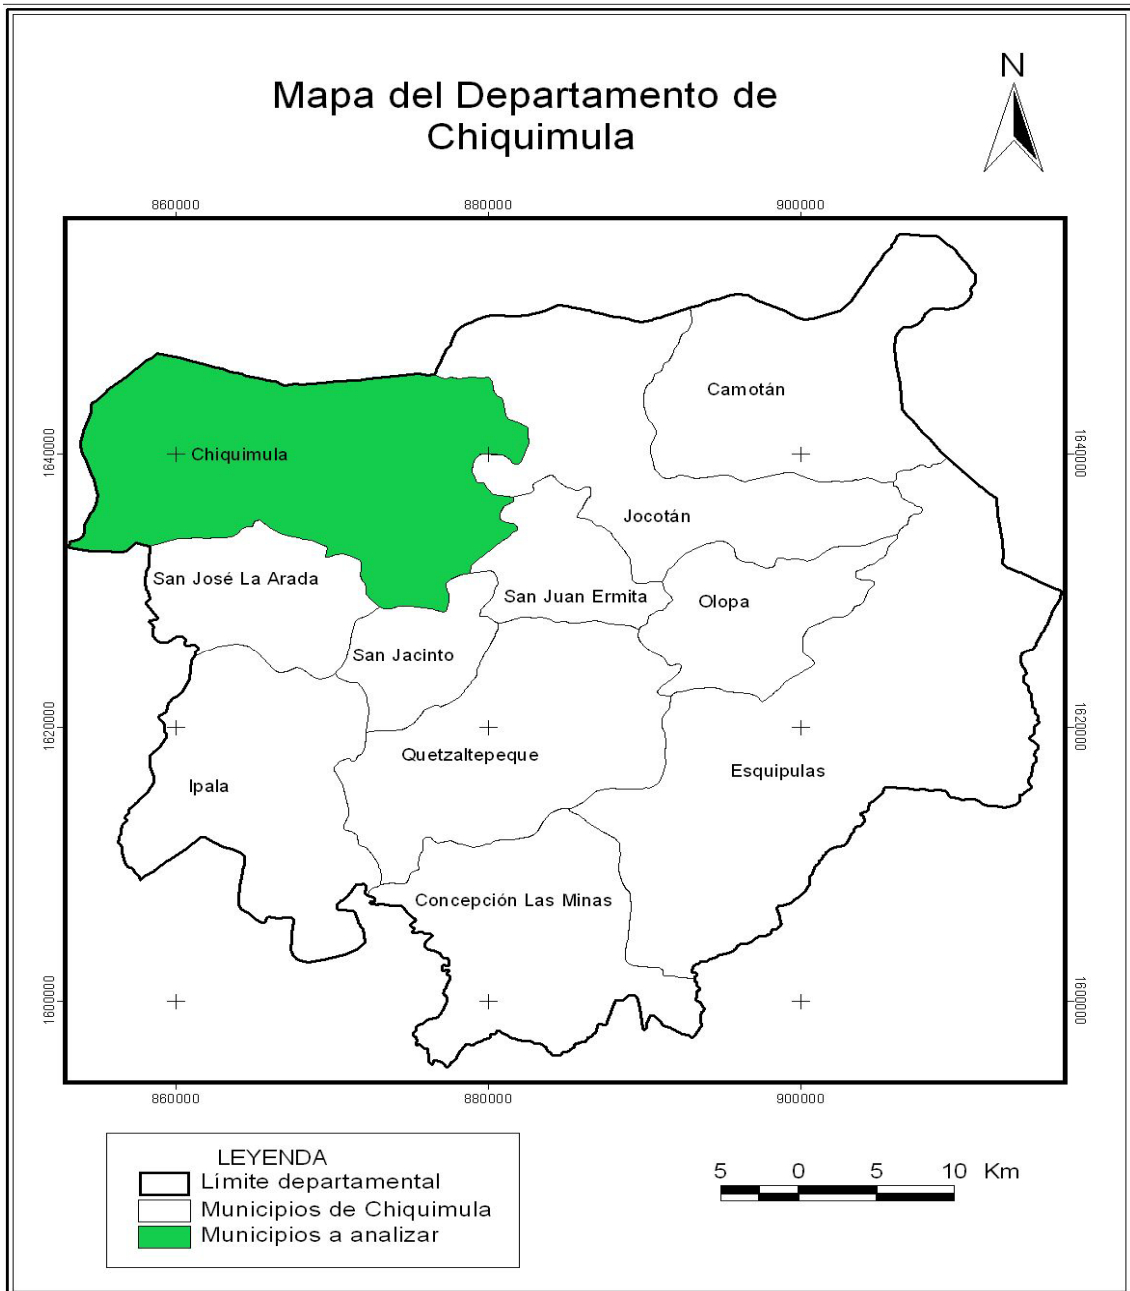 N
Mapa del Departamento de
Chiquimula
860000 880000 900000
Camotán
1640000 Chiquimula 1640000
Jocotán
San José La Arada
San Juan Ermita
Olopa
San Jacinto
1620000 1620000
Quetzaltepeque
Esquipulas
Ipala
Concepción Las Minas
1600000 1600000
860000 880000 900000
LEYENDA
Límite departamental
Municipios de Chiquimula
Municipios a analizar
5 0 5 10 Km